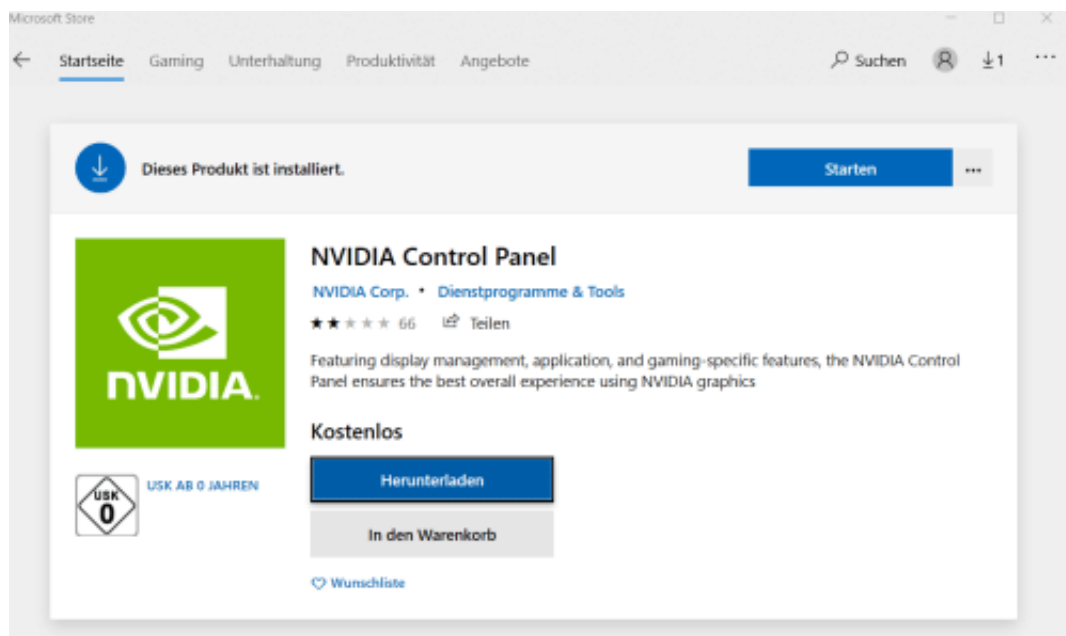 Microsoft Store
Startseite Gaming Unterhaltung Produktivität Angebote Suchen 1 ...
Dieses Produkt ist installiert. Starten ...
NVIDIA Control Panel
NVIDIA Corp. • Dienstprogramme & Tools
66 Teilen
Featuring display management, application, and gaming-specific features, the NVIDIA Control
Panel ensures the best overall experience using NVIDIA graphics
NVIDIA.
Kostenlos
Herunterladen
USK
0
USK AB 0 JAHREN
In den Warenkorb
Wunschliste